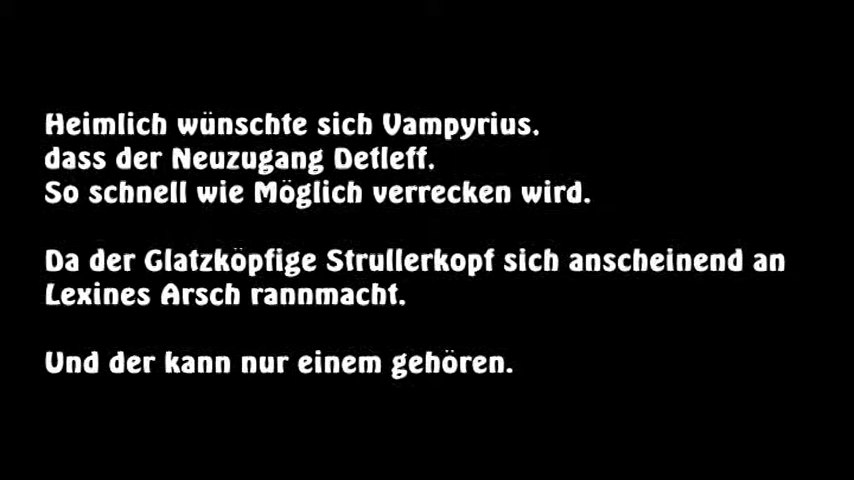 Heimlich wünschte sich Vampyrius.
dass der Neuzugang Detleff.
So schnell wie Möglich verrecken wird.
Da der Glatzköpfige Strullerkopf sich anscheinend an
Lexines Arsch rannmacht.
Und der kann nur einem gehören.